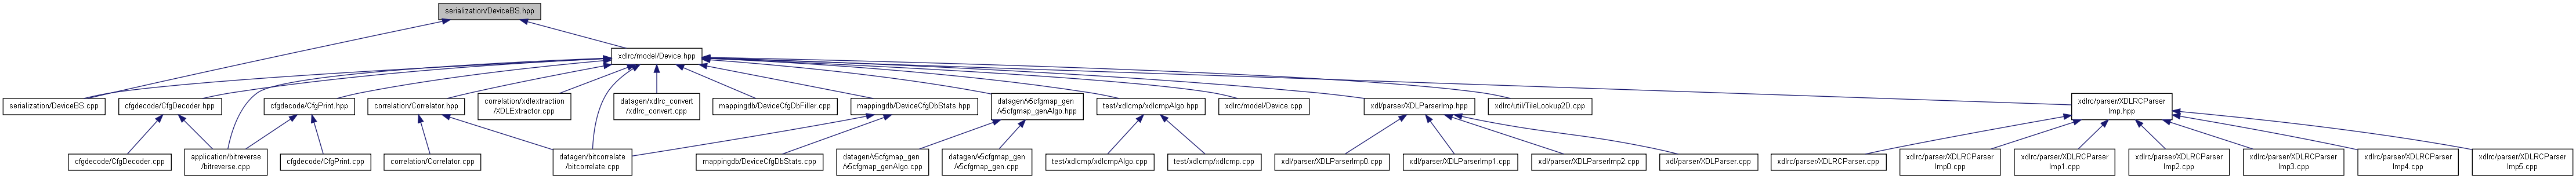 serialization/DeviceBS.hpp
xdlrc/model/Device.hpp
serialization/DeviceBS.cpp
cfgdecode/CfgDecoder.hpp
cfgdecode/CfgPrint.hpp
correlation/Correlator.hpp
correlation/xdlextraction
/XDLExtractor.cpp
datagen/xdlrc_convert
/xdlrc_convert.cpp
mappingdb/DeviceCfgDbFiller.cpp
mappingdb/DeviceCfgDbStats.hpp
datagen/v5cfgmap_gen
/v5cfgmap_genAlgo.hpp
test/xdlcmp/xdlcmpAlgo.hpp
xdlrc/model/Device.cpp
xdl/parser/XDLParserImp.hpp
xdlrc/util/TileLookup2D.cpp
xdlrc/parser/XDLRCParser
Imp.hpp
cfgdecode/CfgDecoder.cpp
application/bitreverse
/bitreverse.cpp
cfgdecode/CfgPrint.cpp
correlation/Correlator.cpp
datagen/bitcorrelate
/bitcorrelate.cpp
mappingdb/DeviceCfgDbStats.cpp
datagen/v5cfgmap_gen
/v5cfgmap_genAlgo.cpp
datagen/v5cfgmap_gen
/v5cfgmap_gen.cpp
test/xdlcmp/xdlcmpAlgo.cpp
test/xdlcmp/xdlcmp.cpp
xdl/parser/XDLParserImp0.cpp
xdl/parser/XDLParserImp1.cpp
xdl/parser/XDLParserImp2.cpp
xdl/parser/XDLParser.cpp
xdlrc/parser/XDLRCParser.cpp
xdlrc/parser/XDLRCParser
Imp0.cpp
xdlrc/parser/XDLRCParser
Imp1.cpp
xdlrc/parser/XDLRCParser
Imp2.cpp
xdlrc/parser/XDLRCParser
Imp3.cpp
xdlrc/parser/XDLRCParser
Imp4.cpp
xdlrc/parser/XDLRCParser
Imp5.cpp